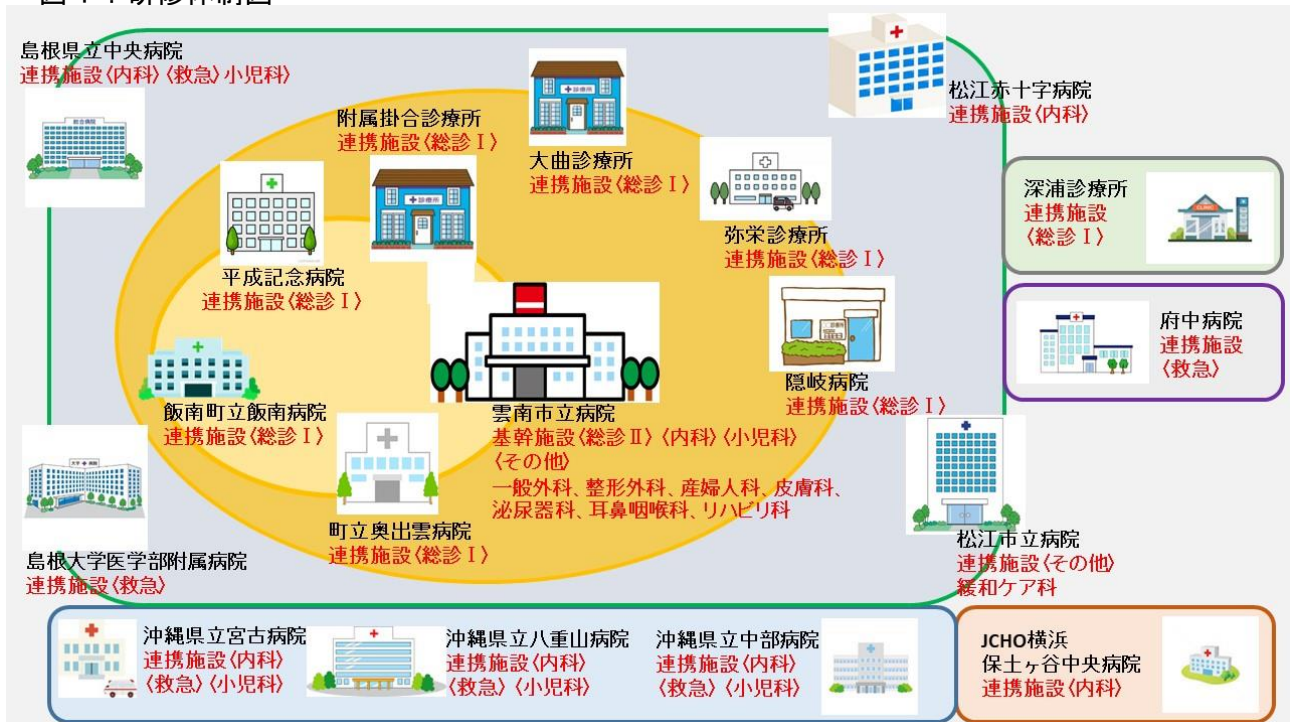 島根県立中央病院
連携施設〈内科〉〈救急〉小児科〉
附属掛合診療所
連携施設〈総診Ⅰ〉
大曲診療所
連携施設〈総診Ⅰ〉
松江赤十字病院
連携施設〈内科〉
平成記念病院
連携施設〈総診Ⅰ〉
弥栄診療所
連携施設〈総診Ⅰ〉
深浦診療所
連携施設
〈総診Ⅰ〉
府中病院
連携施設
〈救急〉
飯南町立飯南病院
連携施設〈総診Ⅰ〉
雲南市立病院
基幹施設〈総診Ⅱ〉〈内科〉〈小児科〉
〈その他〉
一般外科、整形外科、産婦人科、皮膚科、
泌尿器科、耳鼻咽喉科、リハビリ科
隠岐病院
連携施設〈総診Ⅰ〉
町立奥出雲病院
連携施設〈総診Ⅰ〉
島根大学医学部附属病院
連携施設〈救急〉
松江市立病院
連携施設〈その他〉
緩和ケア科
沖縄県立宮古病院
連携施設〈内科〉
〈救急〉〈小児科〉
沖縄県立八重山病院
連携施設〈内科〉
〈救急〉〈小児科〉
沖縄県立中部病院
連携施設〈内科〉
〈救急〉〈小児科〉
JCHO横浜
保土ヶ谷中央病院
連携施設〈内科〉